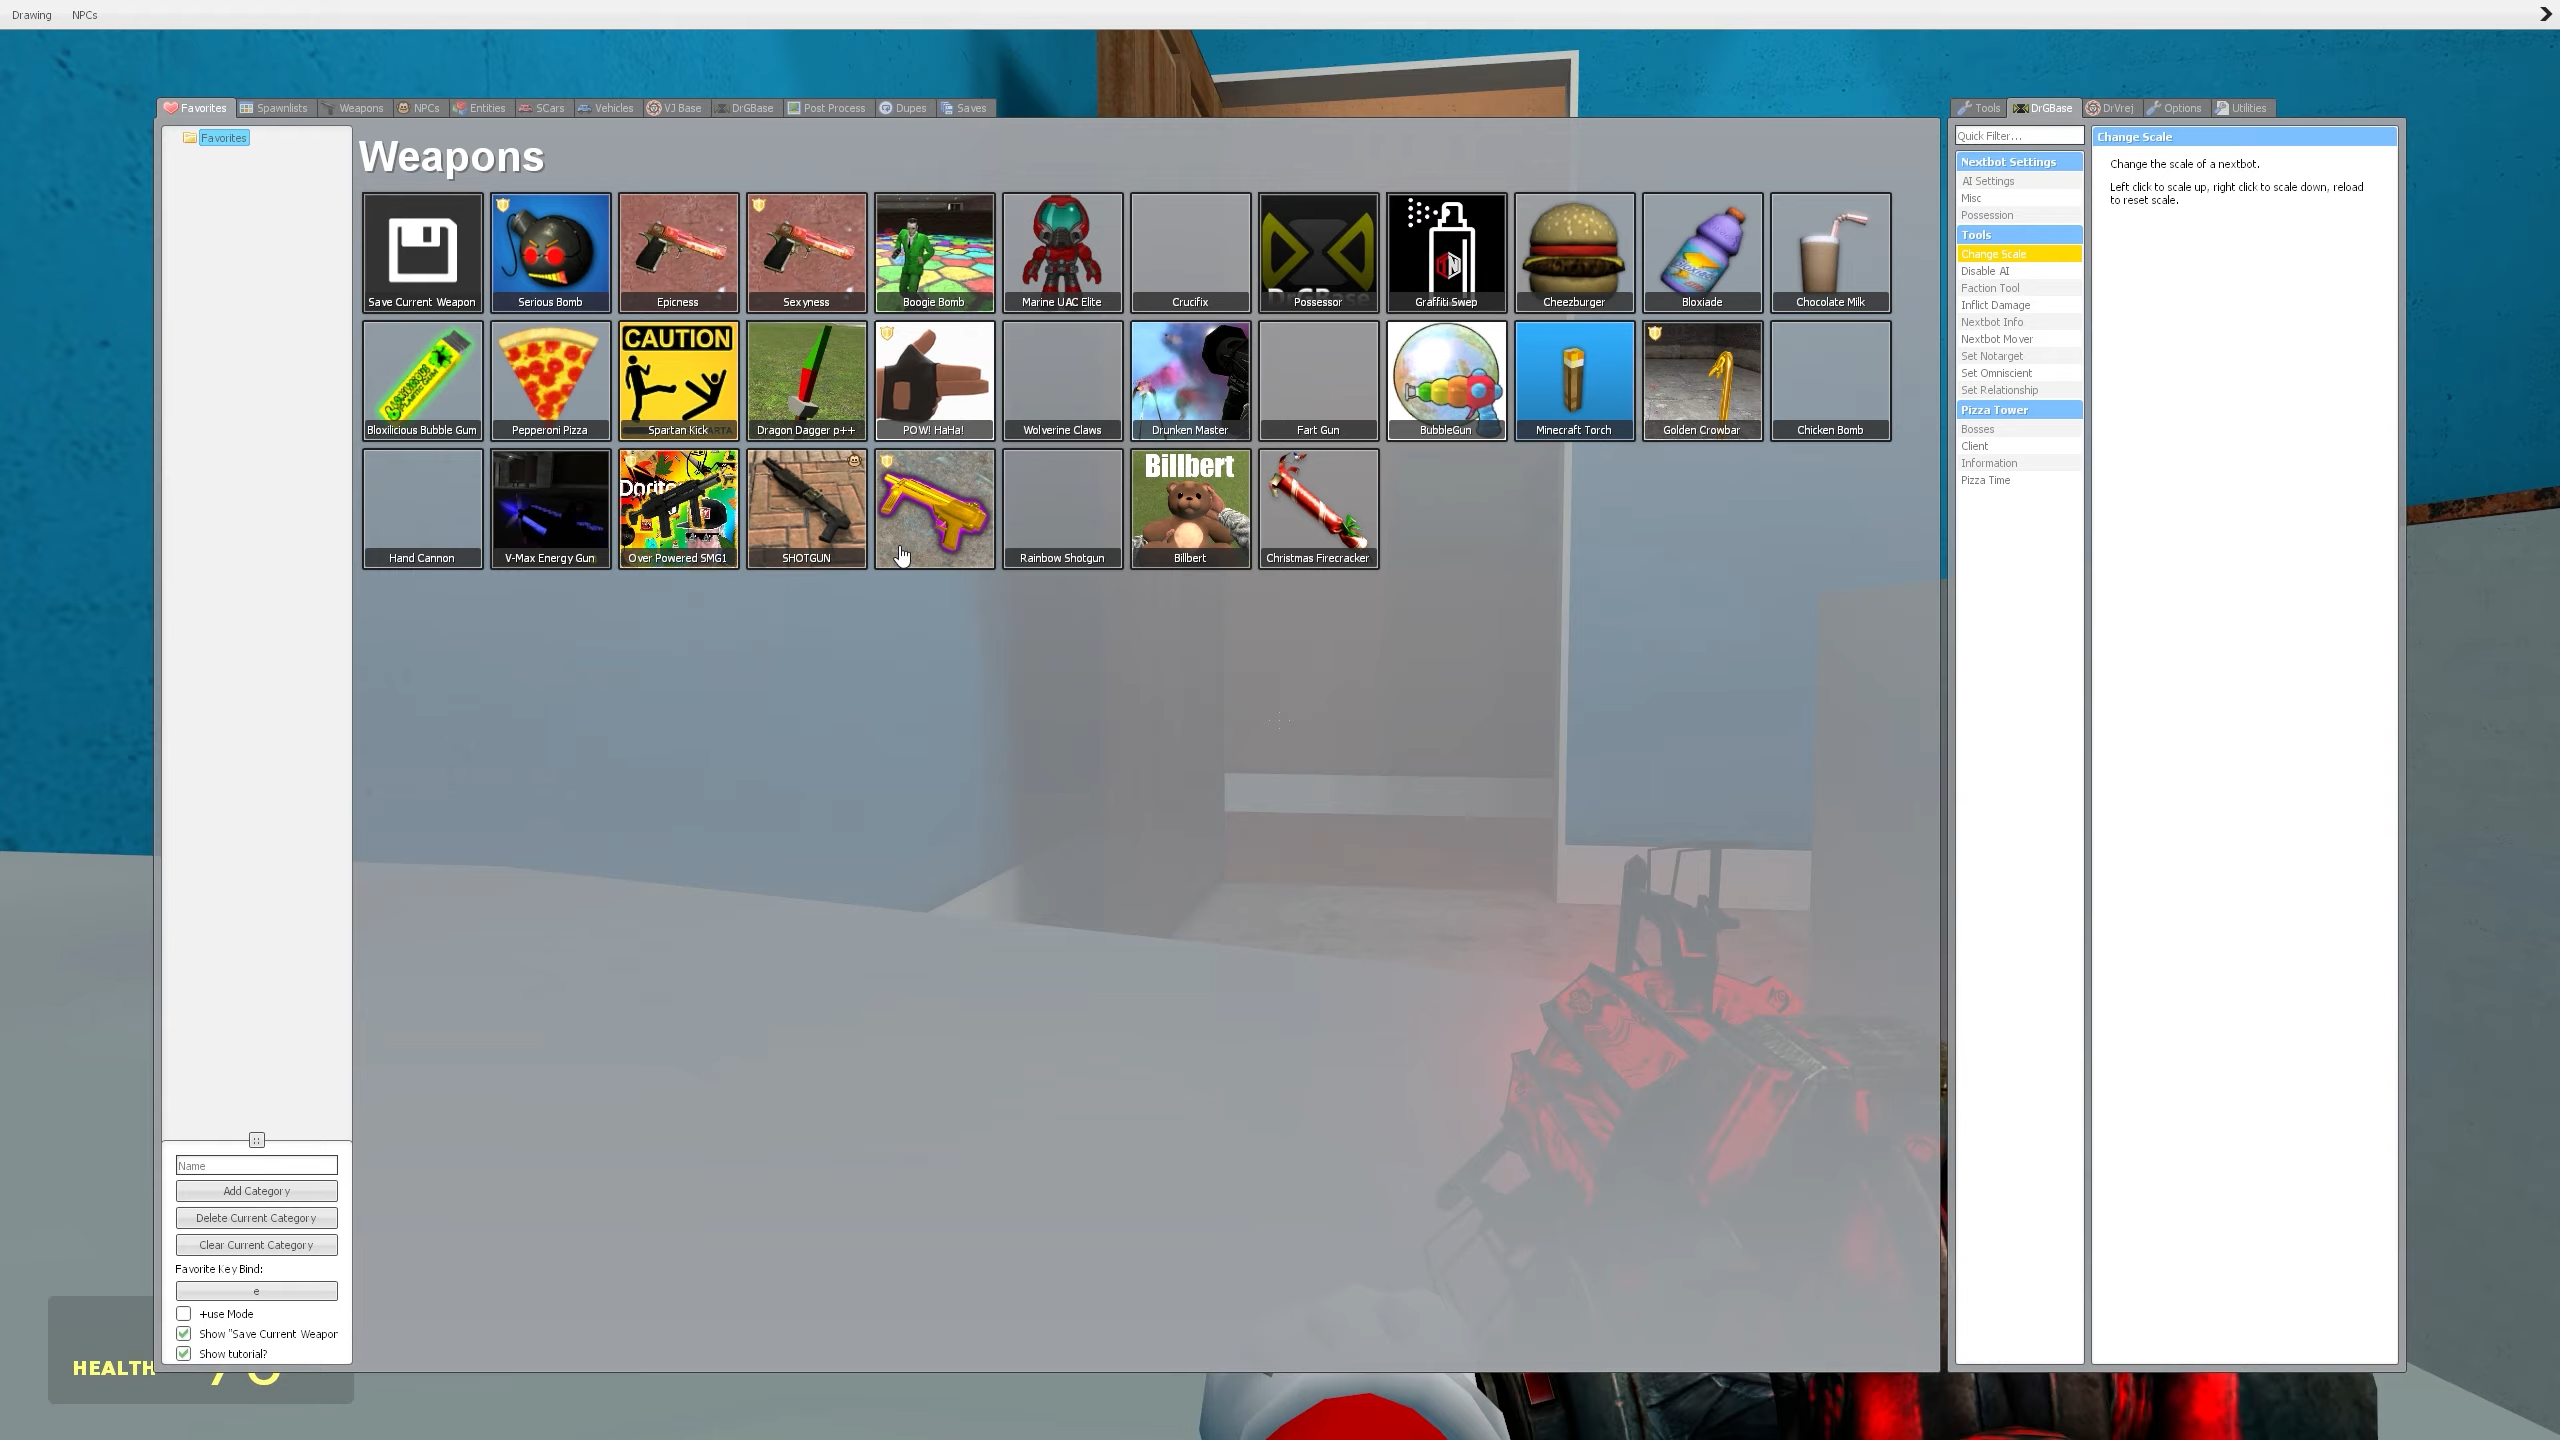 Drawing NPCs
Favorites Spawnlists Weapons NPCs Entities SCars Vehicles VJ Base DrGBase Post Process Dupes Saves
Tools DrGBase DrVrej Options Utilities
Favorites
Weapons
Save Current Weapon
Serious Bomb
Epicness
Sexyness
Boogie Bomb
Marine UAC Elite
Crucifix
Possessor
Graffiti Swep
Cheezburger
Bloxiade
Chocolate Milk
Bloxilicious Bubble Gum
Pepperoni Pizza
CAUTION
Spartan Kick
Dragon Dagger p++
POW! HaHa!
Wolverine Claws
Drunken Master
Fart Gun
BubbleGun
Minecraft Torch
Golden Crowbar
Chicken Bomb
Hand Cannon
V-Max Energy Gun
Over Powered SMG1
SHOTGUN
Rainbow Shotgun
Billbert
Billbert
Christmas Firecracker
Name
Add Category
Delete Current Category
Clear Current Category
Favorite Key Bind:
e
+use Mode
Show "Save Current Weapon
Show tutorial?
HEALTH
Quick Filter...
Nextbot Settings
AI Settings
Misc
Possession
Tools
Change Scale
Disable AI
Faction Tool
Inflict Damage
Nextbot Info
Nextbot Mover
Set Notarget
Set Omniscient
Set Relationship
Pizza Tower
Bosses
Client
Information
Pizza Time
Change Scale
Change the scale of a nextbot.
Left click to scale up, right click to scale down, reload
to reset scale.